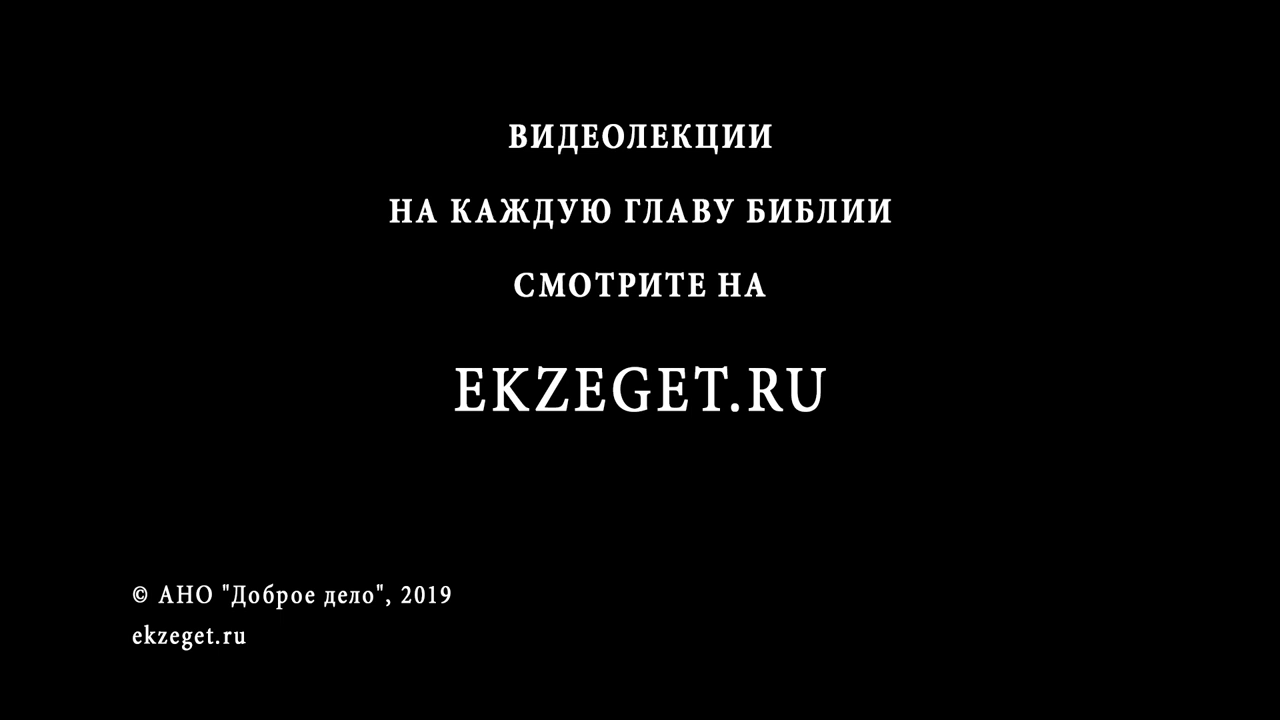 ВИДЕОЛЕКЦИИ
НА КАЖДУЮ ГЛАВУ БИБЛИИ
СМОТРИТЕ НА
EKZEGET.RU
© АНО "Доброе дело", 2019
ekzeget.ru